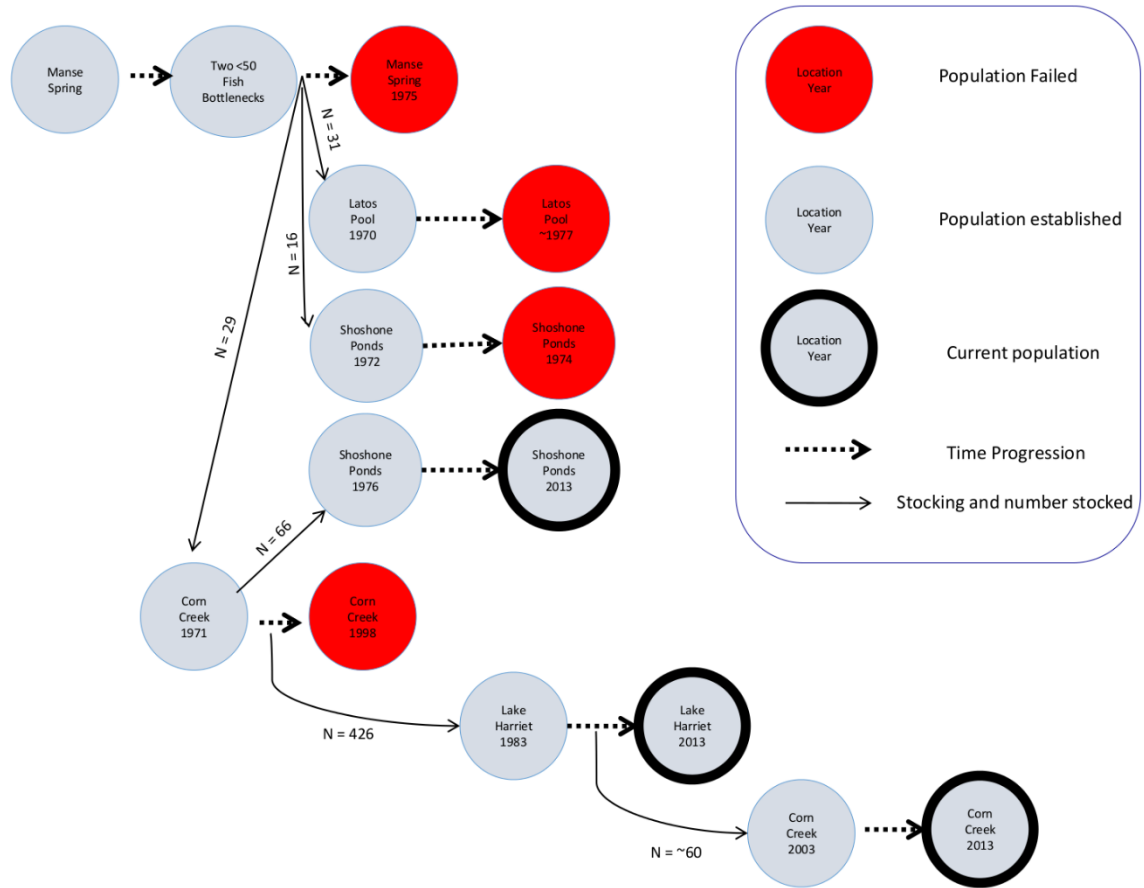 Manse
Spring
Two <50
Fish
Bottlenecks
Manse
Spring
1975
N = 31
Latos
Pool
1970
Latos
Pool
~1977
N = 16
N = 29
Shoshone
Ponds
1972
Shoshone
Ponds
1974
Shoshone
Ponds
1976
Shoshone
Ponds
2013
N = 66
Corn
Creek
1971
Corn
Creek
1998
N = 426
Lake
Harriet
1983
Lake
Harriet
2013
N = ~60
Corn
Creek
2003
Corn
Creek
2013
Location
Year
Population Failed
Location
Year
Population established
Location
Year
Current population
Time Progression
Stocking and number stocked